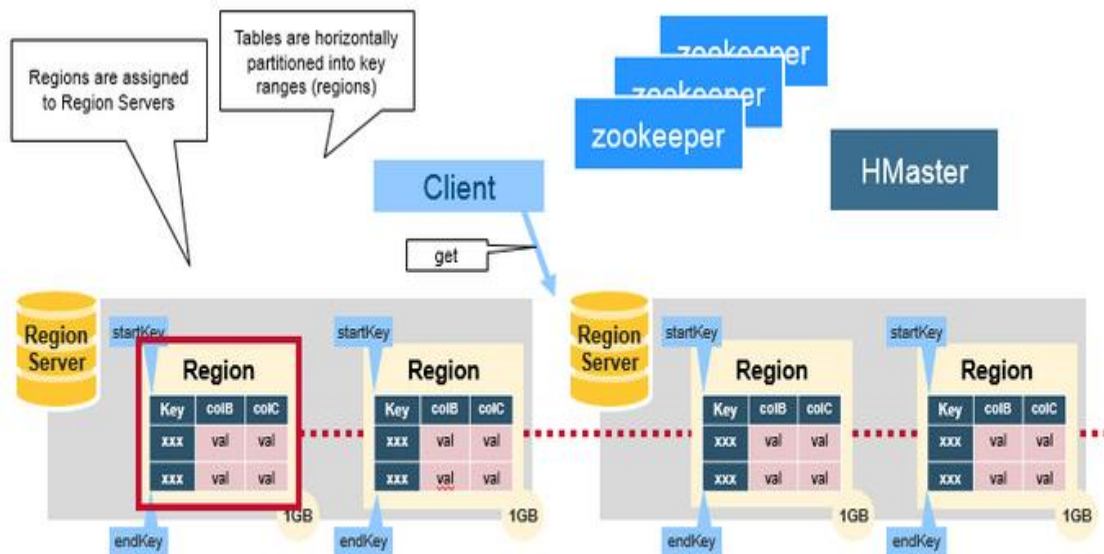 Regions are assigned
to Region Servers
Tables are horizontally
partitioned into key
ranges (regions)
zookeeper
zookeeper
zookeeper
HMaster
Client
get
Region
Server
startKey
Region
Key colB colC
xxx val val
xxx val val
1GB
endKey
startKey
Region
Key colB colC
xxx val val
xxx val val
1GB
endKey
Region
Server
startKey
Region
Key colB colC
xxx val val
xxx val val
1GB
endKey
startKey
Region
Key colB colC
xxx val val
xxx val val
1GB
endKey